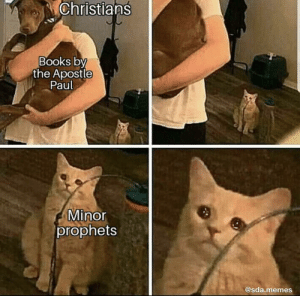 Christians
Books by
the Apostle
Paul
Minor
prophets
@sda.memes